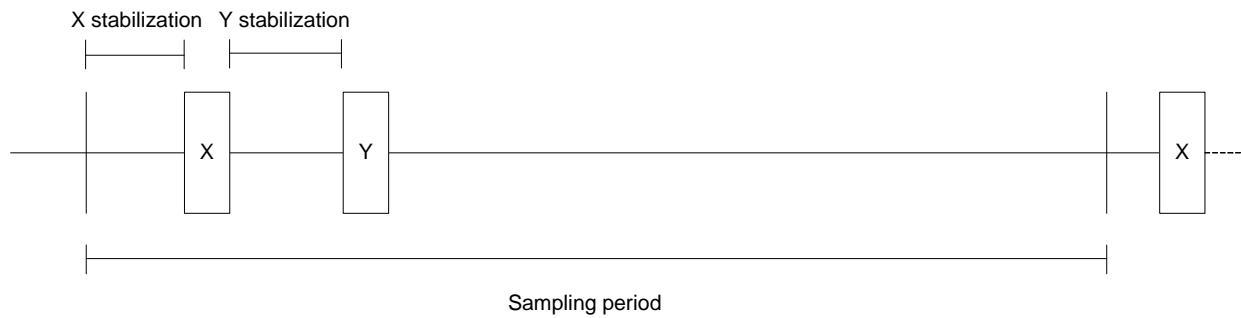 X stabilization Y stabilization
X Y X
Sampling period